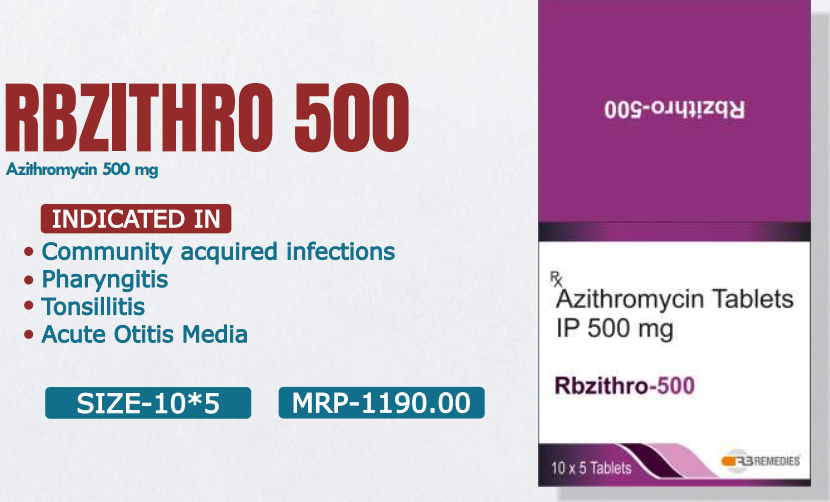 RBZITHRO 500
Azithromycin 500 mg
INDICATED IN
Community acquired infections
Pharyngitis
Tonsillitis
Acute Otitis Media
SIZE-10*5
MRP-1190.00
Rbzithro-500
Rx
Azithromycin Tablets
IP 500 mg
Rbzithro-500
10 x 5 Tablets
RB REMEDIES